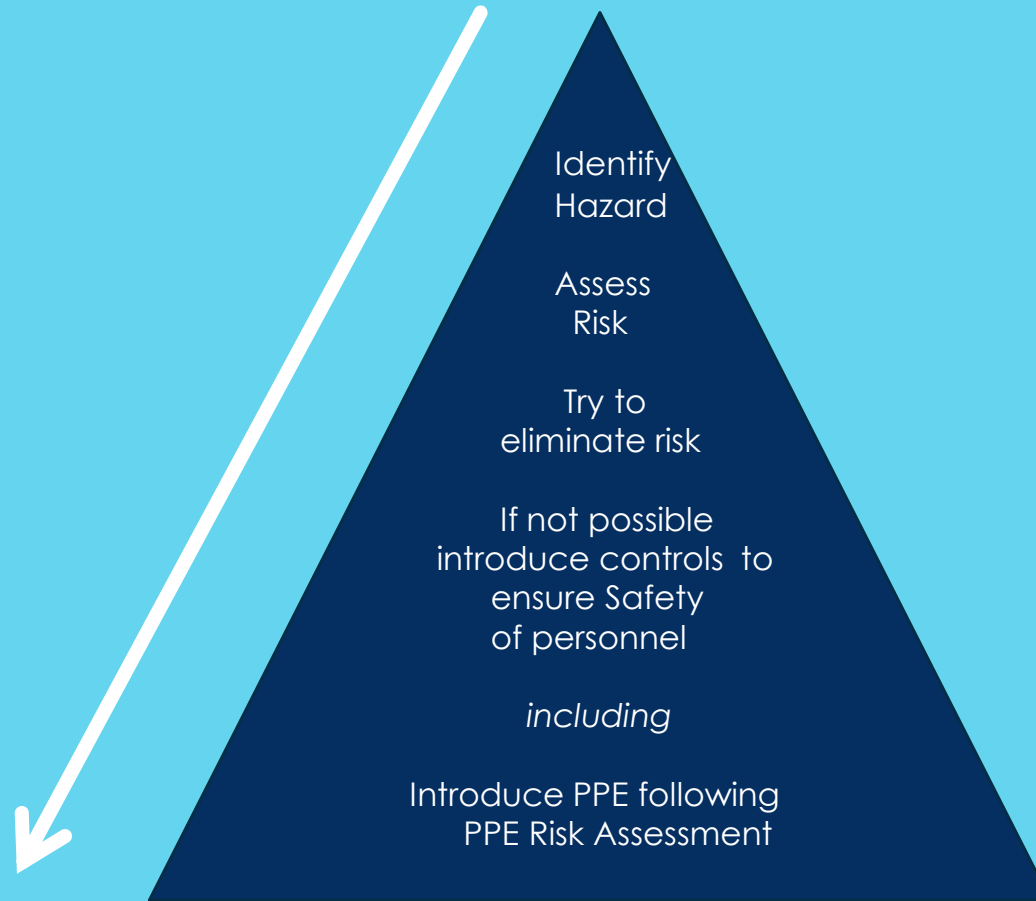 Identify
Hazard
Assess
Risk
Try to
eliminate risk
If not possible
introduce controls to
ensure Safety
of personnel
including
Introduce PPE following
PPE Risk Assessment